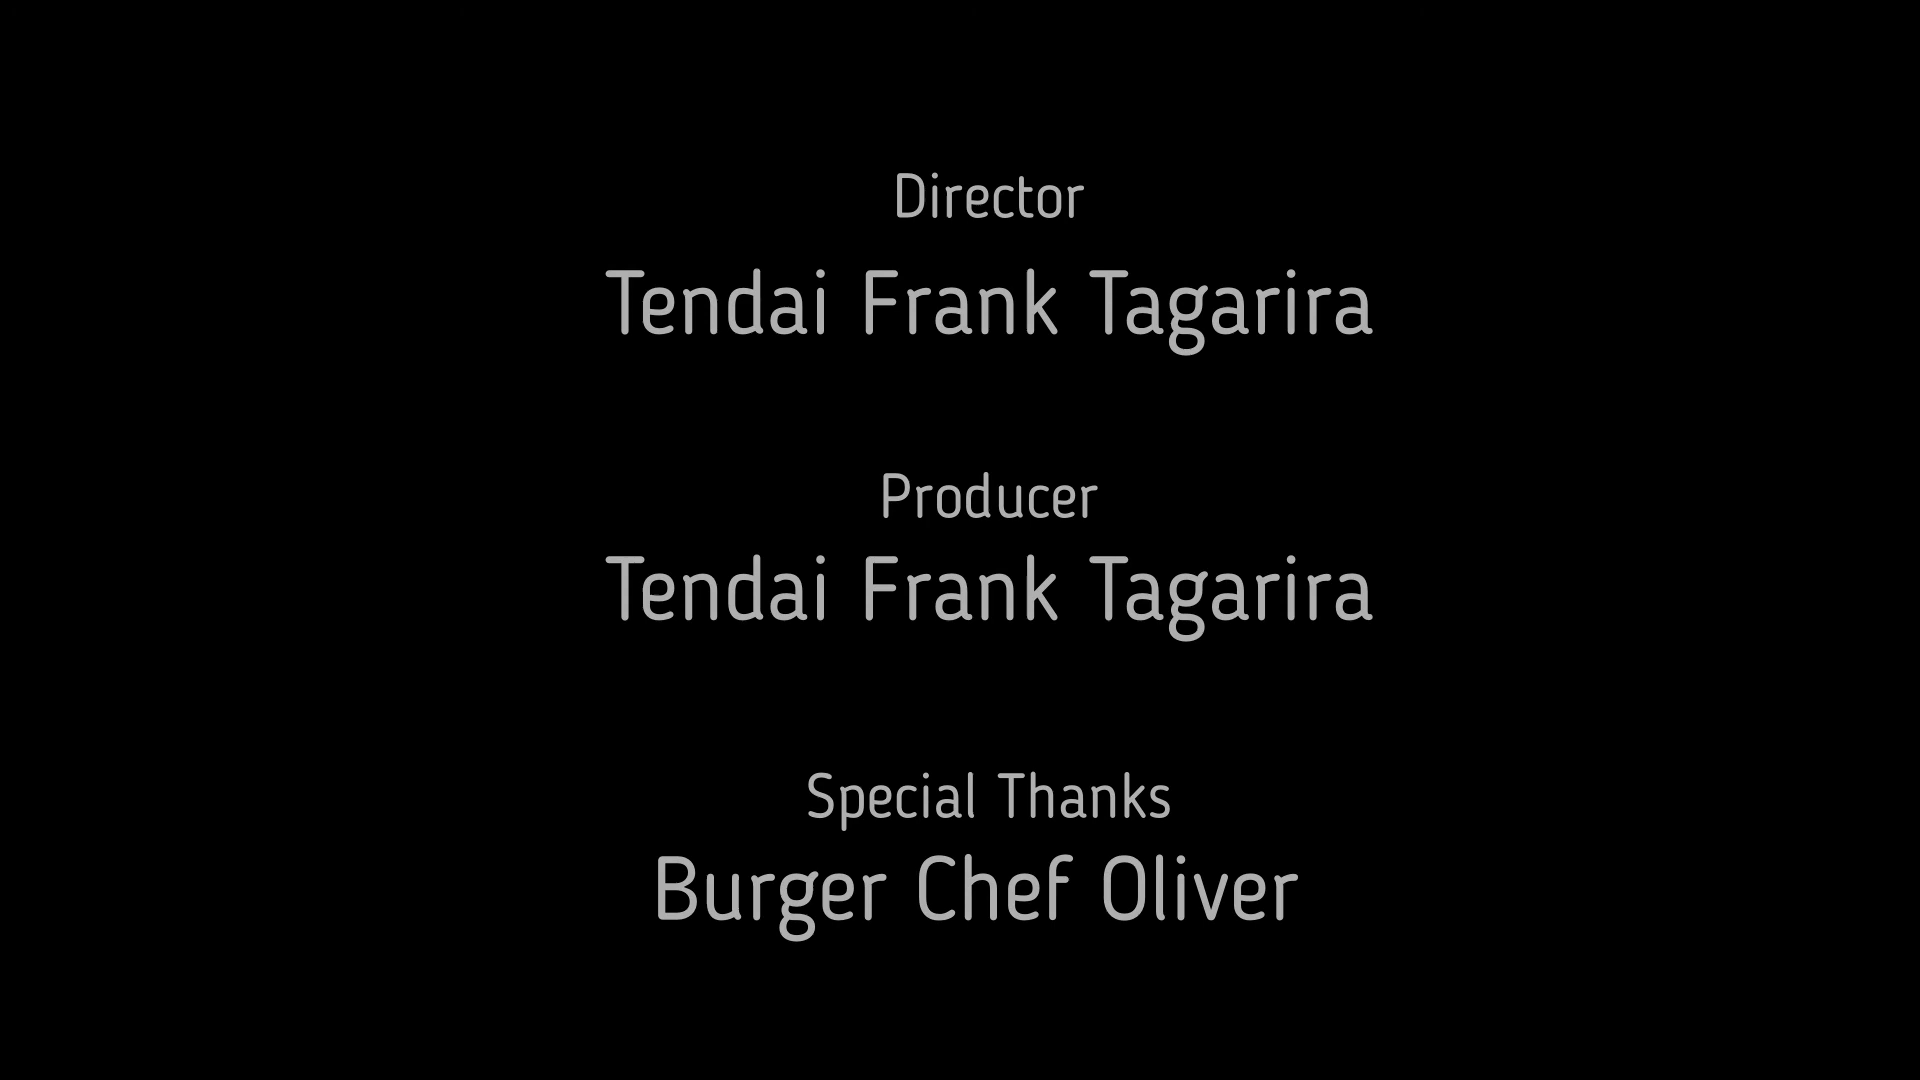 Director
Tendai Frank Tagarira
Producer
Tendai Frank Tagarira
Special Thanks
Burger Chef Oliver